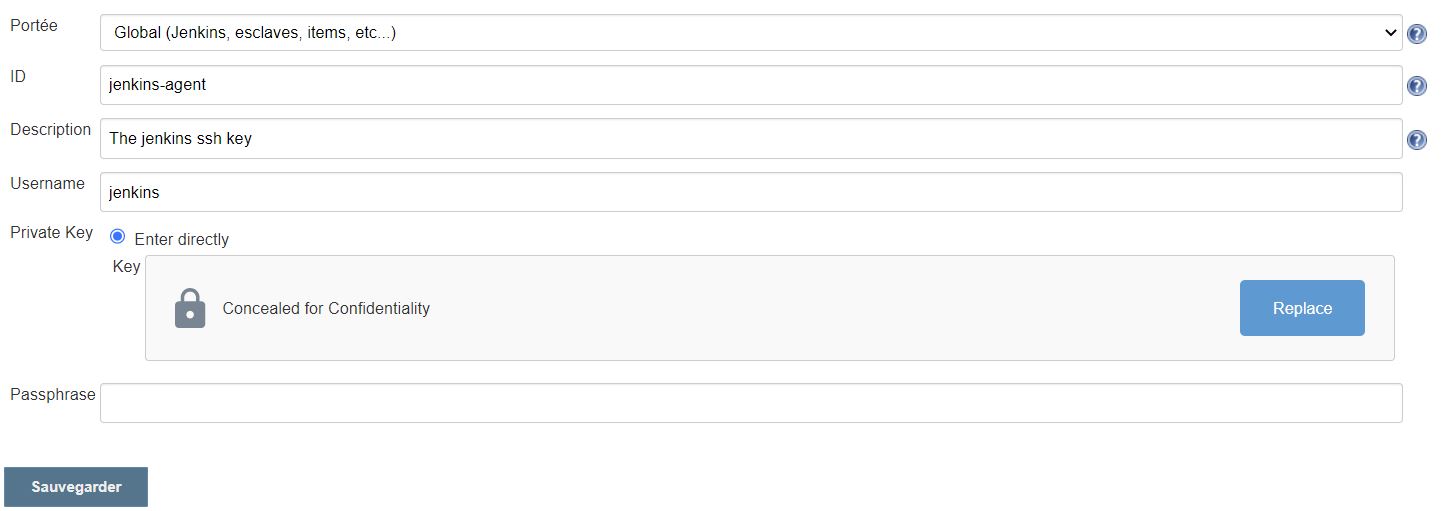 Portée
Global (Jenkins, esclaves, items, etc...)
ID
jenkins-agent
Description
The jenkins ssh key
Username
jenkins
Private Key
Enter directly
Key
Concealed for Confidentiality
Replace
Passphrase
Sauvegarder